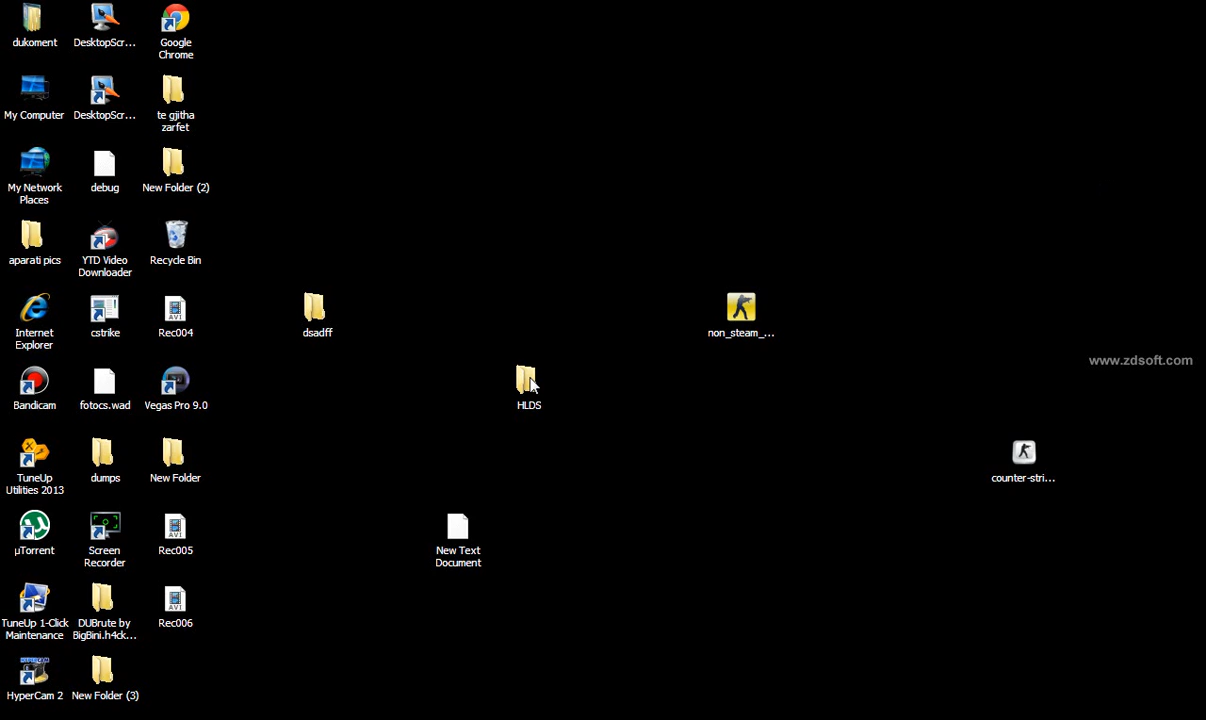 dukoment
DesktopScr...
Google
Chrome
My Computer
DesktopScr...
te gjitha
zarfet
My Network
Places
debug
New Folder (2)
aparati pics
YTD Video
Downloader
Recycle Bin
Internet
Explorer
cstrike
Rec004
dsadff
non_steam_...
www.zdsoft.com
Bandicam
fotocs.wad
Vegas Pro 9.0
HLDS
TuneUp
Utilities 2013
dumps
New Folder
counter-stri...
µTorrent
Screen
Recorder
Rec005
New Text
Document
TuneUp 1-Click
Maintenance
DUBrute by
BigBini.h4ck...
Rec006
HyperCam 2
New Folder (3)